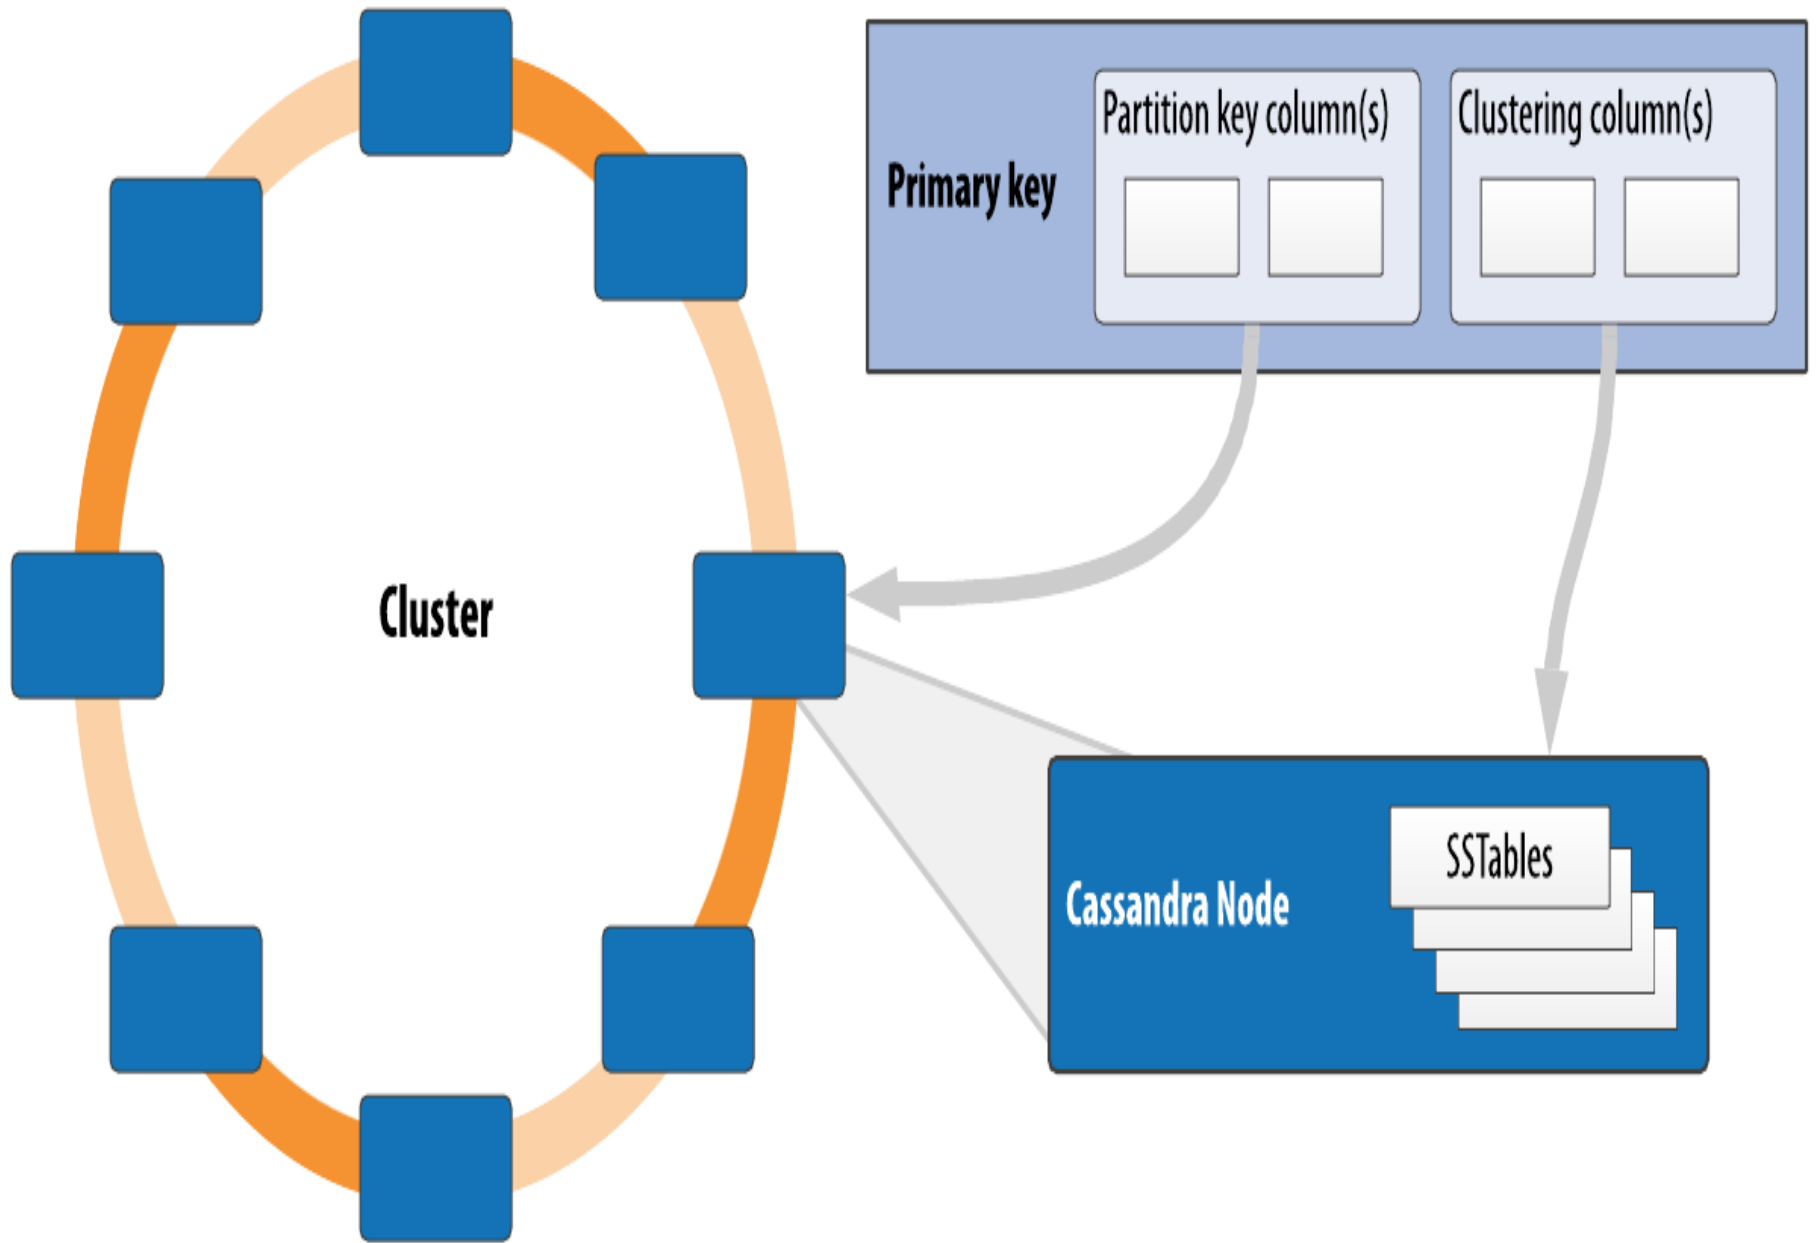 Partition key column(s)
Clustering column(s)
Primary key
Cluster
SSTables
Cassandra Node